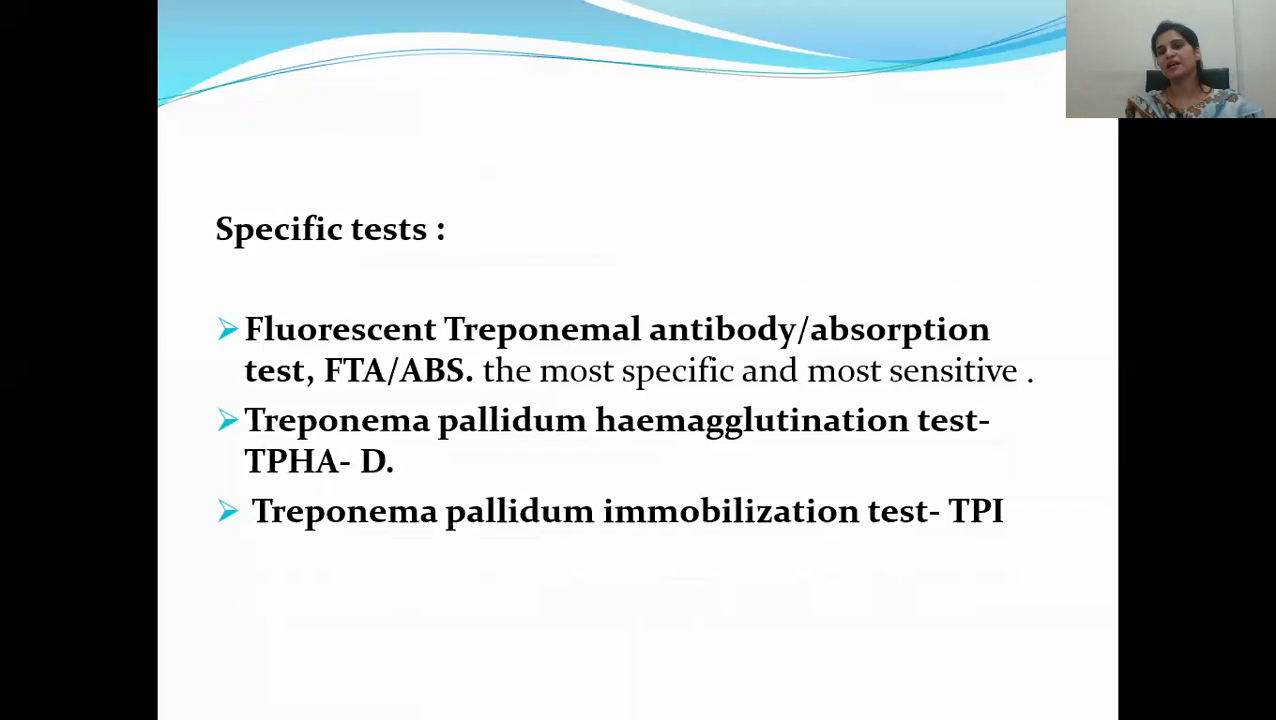 Specific tests :
Fluorescent Treponemal antibody/absorption
test, FTA/ABS. the most specific and most sensitive .
Treponema pallidum haemagglutination test-
TPHA- D.
Treponema pallidum immobilization test- TPI